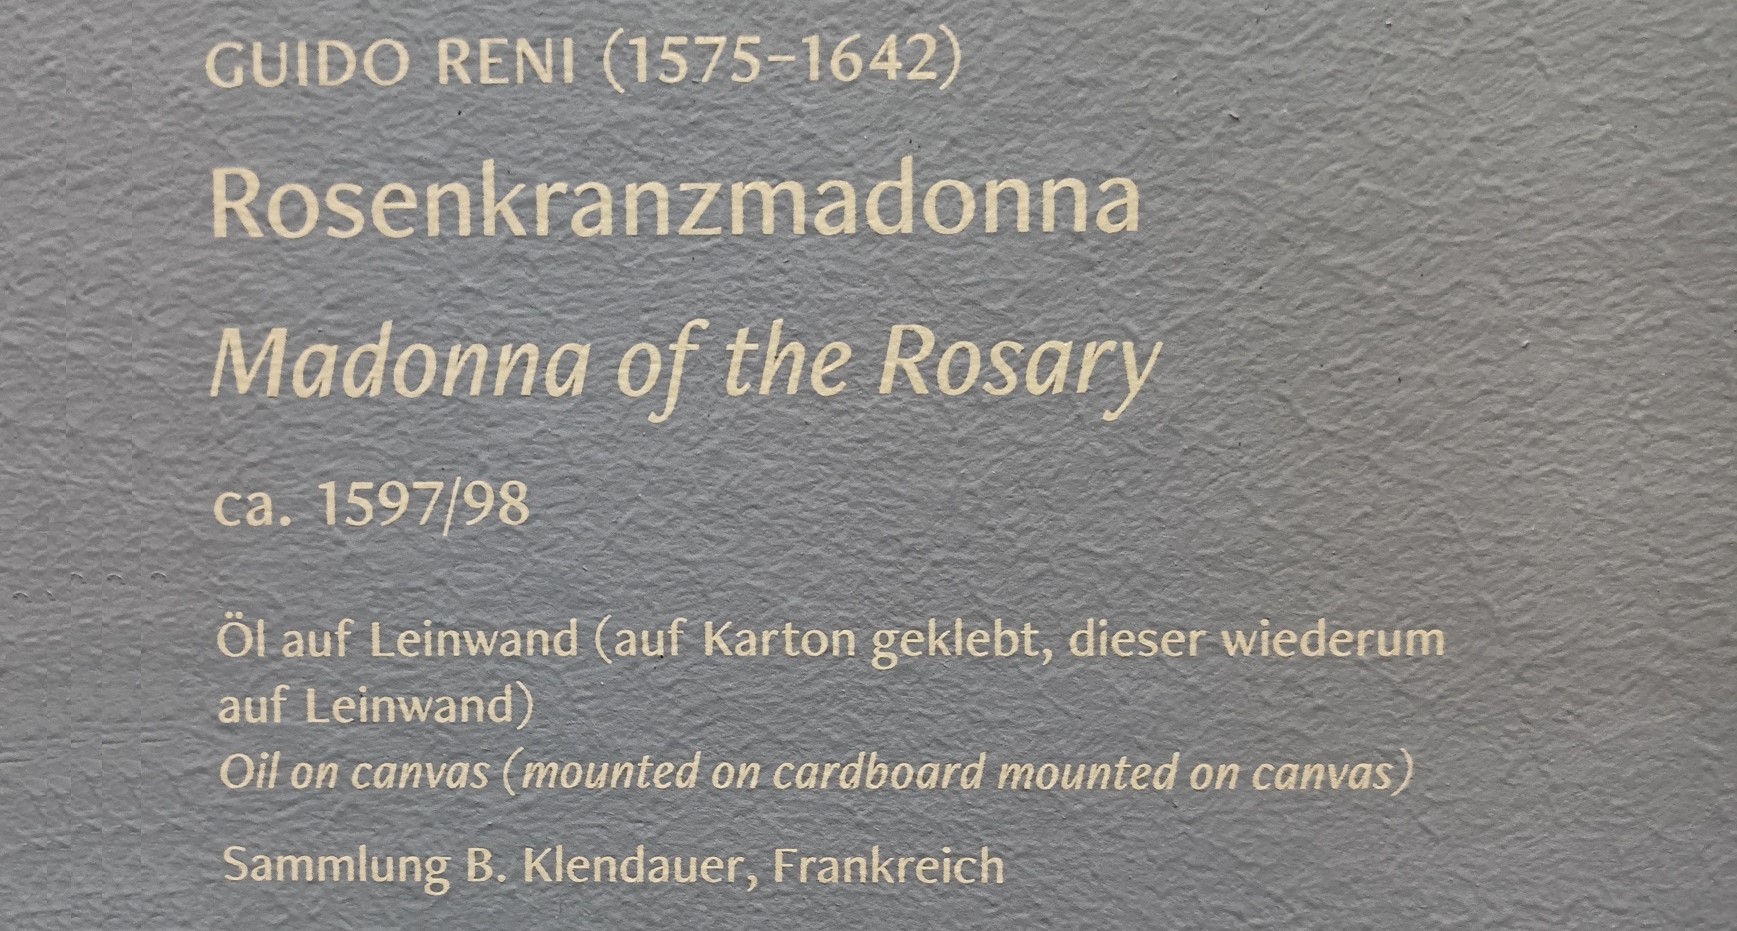 GUIDO RENI (1575–1642)
Rosenkranzmadonna
Madonna of the Rosary
ca. 1597/98
Öl auf Leinwand (auf Karton geklebt, dieser wiederum
auf Leinwand)
Oil on canvas (mounted on cardboard mounted on canvas)
Sammlung B. Klendauer, Frankreich